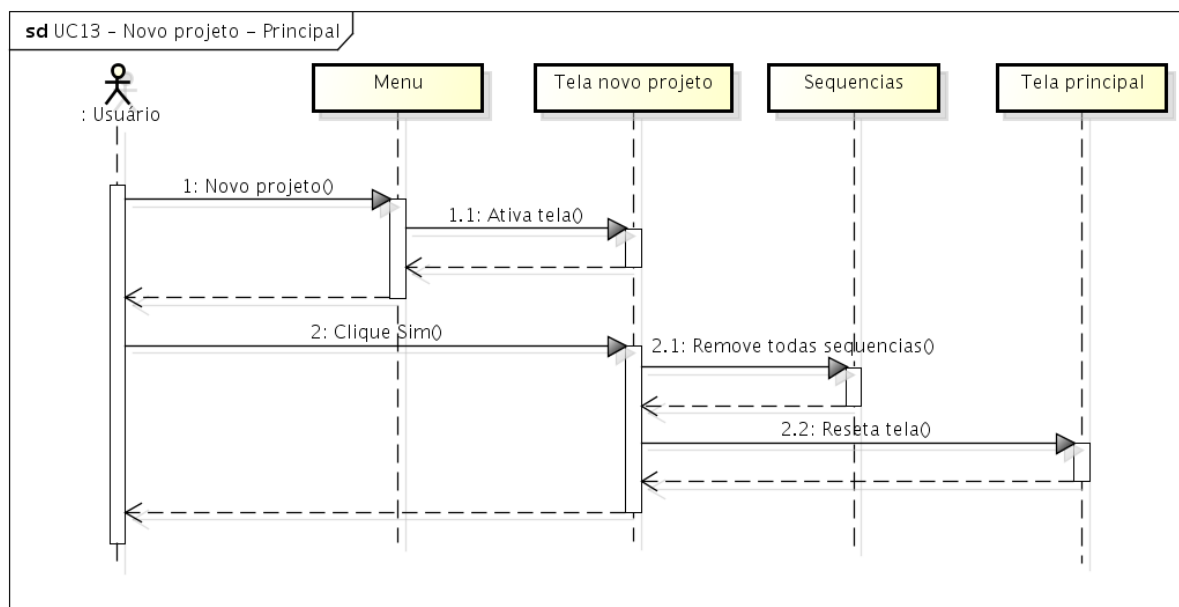 sd UC13 - Novo projeto - Principal
: Usuário
Menu
Tela novo projeto
Sequencias
Tela principal
1: Novo projeto()
1.1: Ativa tela()
2: Clique Sim()
2.1: Remove todas sequencias()
2.2: Reseta tela()